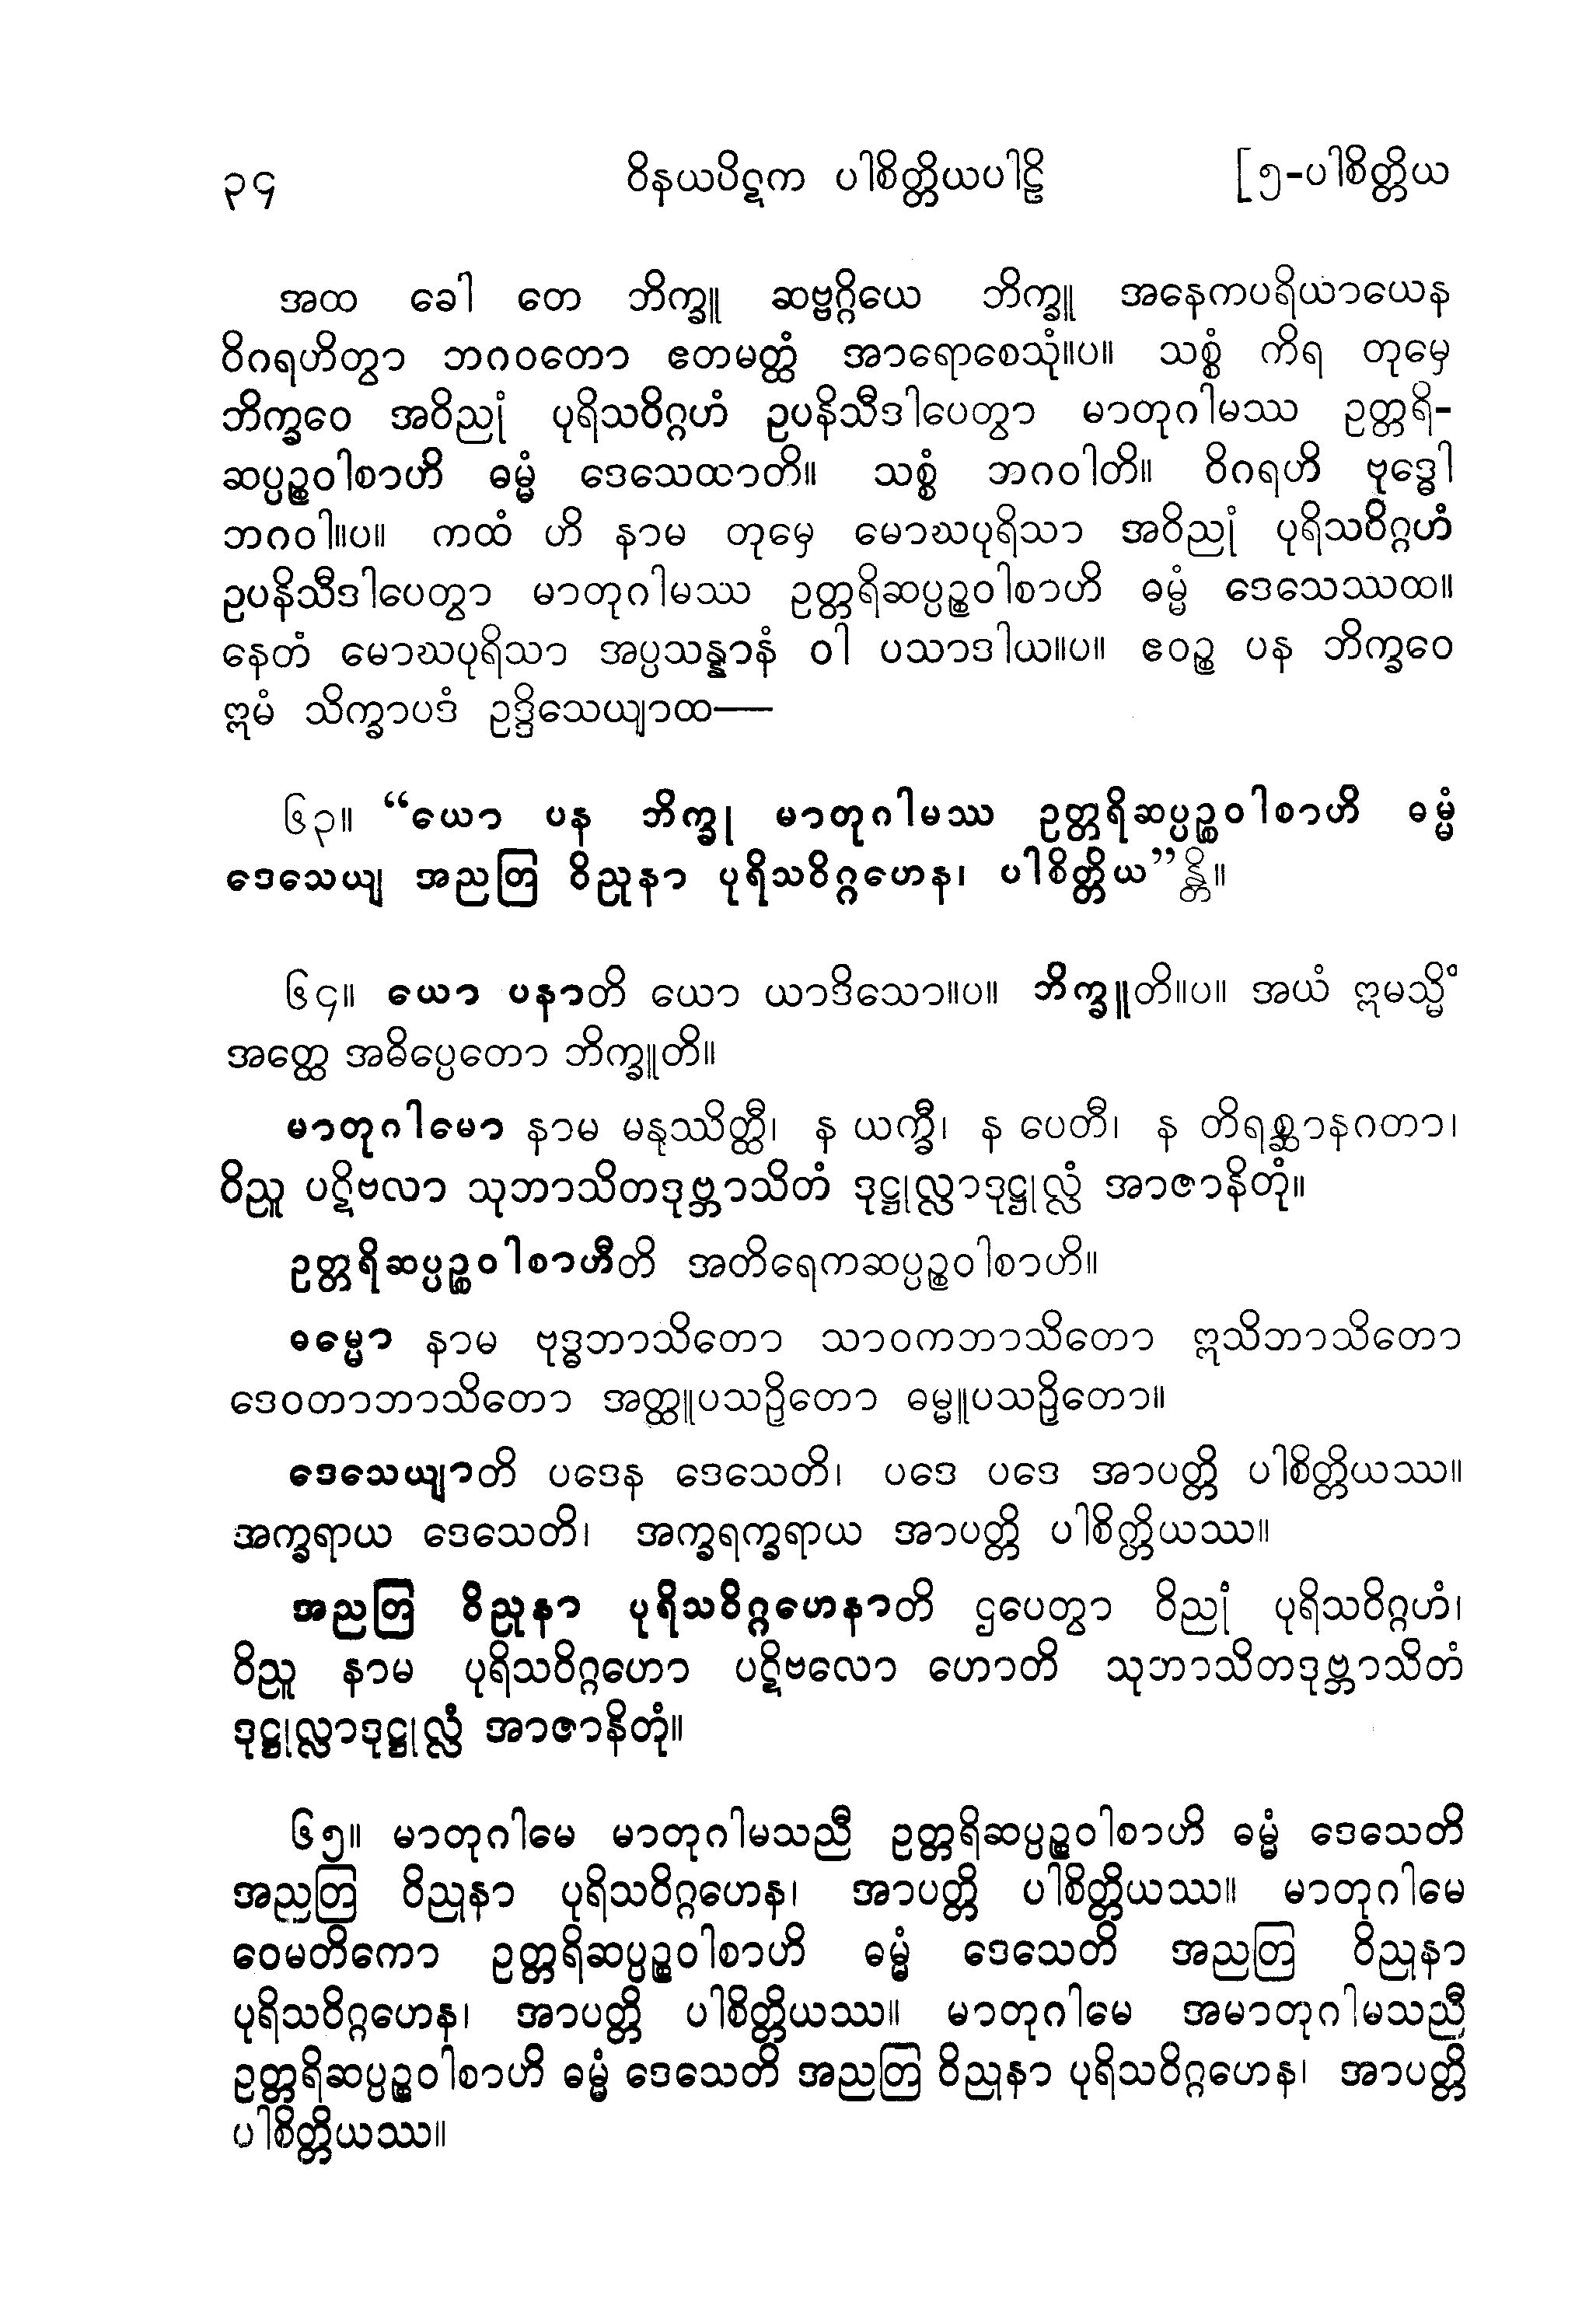 ၃၄ ဝိနယပိဋက ပါစိတ္တိယပါဠိ [၅-ပါစိတ္တိယ
အထ ခေါ တေ ဘိက္ခူ ဆဗ္ဗဂ္ဂိယေ ဘိက္ခူ အနေကပရိယာယေန
ဝိဂရဟိတွာ ဘဂဝတော ဧတမတ္ထံ အာရောစေသုံ။ပ။ သစ္စံ ကိရ တုမှေ
ဘိက္ခဝေ အဝိညုံ ပုရိသဝိဂ္ဂဟံ ဥပနိသီဒါပေတွာ မာတုဂါမဿ ဥတ္တရိ-
ဆပ္ပဉ္စဝါစာဟိ ဓမ္မံ ဒေသေထာတိ။ သစ္စံ ဘဂဝါတိ။ ဝိဂရဟိ ဗုဒ္ဓေါ
ဘဂဝါ။ပ။ ကထံ ဟိ နာမ တုမှေ မောဃပုရိသာ အဝိညုံ ပုရိသဝိဂ္ဂဟံ
ဥပနိသီဒါပေတွာ မာတုဂါမဿ ဥတ္တရိဆပ္ပဉ္စဝါစာဟိ ဓမ္မံ ဒေသေဿထ။
နေတံ မောဃပုရိသာ အပ္ပသန္နာနံ ဝါ ပသာဒါယ။ပ။ ဧဝဉ္စ ပန ဘိက္ခဝေ
ဣမံ သိက္ခာပဒံ ဥဒ္ဒိသေယျာထ—
၆၃။ “ယော ပန ဘိက္ခု မာတုဂါမဿ ဥတ္တရိဆပ္ပဉ္စဝါစာဟိ ဓမ္မံ
ဒေသေယျ အညတြ ဝိညုနာ ပုရိသဝိဂ္ဂဟေန၊ ပါစိတ္တိယ”န္တိ။
၆၄။ ယော ပနာတိ ယော ယာဒိသော။ပ။ ဘိက္ခူတိ။ပ။ အယံ ဣမသ္မိံ
အတ္ထေ အဓိပ္ပေတော ဘိက္ခူတိ။
မာတုဂါမော နာမ မနုဿိတ္ထီ၊ န ယက္ခီ၊ န ပေတီ၊ န တိရစ္ဆာနဂတာ၊
ဝိညူ ပဋိဗလာ သုဘာသိတဒုဗ္ဘာသိတံ ဒုဋ္ဌုလ္လာဒုဋ္ဌုလ္လံ အာဇာနိတုံ။
ဥတ္တရိဆပ္ပဉ္စဝါစာဟီတိ အတိရေကဆပ္ပဉ္စဝါစာဟိ။
ဓမ္မော နာမ ဗုဒ္ဓဘာသိတော သာဝကဘာသိတော ဣသိဘာသိတော
ဒေဝတာဘာသိတော အတ္ထူပသဉှိတော ဓမ္မူပသဉှိတော။
ဒေသေယျာတိ ပဒေန ဒေသေတိ၊ ပဒေ ပဒေ အာပတ္တိ ပါစိတ္တိယဿ။
အက္ခရာယ ဒေသေတိ၊ အက္ခရက္ခရာယ အာပတ္တိ ပါစိတ္တိယဿ။
အညတြ ဝိညုနာ ပုရိသဝိဂ္ဂဟေနာတိ ဌပေတွာ ဝိညုံ ပုရိသဝိဂ္ဂဟံ၊
ဝိညူ နာမ ပုရိသဝိဂ္ဂဟော ပဋိဗလော ဟောတိ သုဘာသိတဒုဗ္ဘာသိတံ
ဒုဋ္ဌုလ္လာဒုဋ္ဌုလ္လံ အာဇာနိတုံ။
၆၅။ မာတုဂါမေ မာတုဂါမသညီ ဥတ္တရိဆပ္ပဉ္စဝါစာဟိ ဓမ္မံ ဒေသေတိ
အညတြ ဝိညုနာ ပုရိသဝိဂ္ဂဟေန၊ အာပတ္တိ ပါစိတ္တိယဿ။ မာတုဂါမေ
ဝေမတိကော ဥတ္တရိဆပ္ပဉ္စဝါစာဟိ ဓမ္မံ ဒေသေတိ အညတြ ဝိညုနာ
ပုရိသဝိဂ္ဂဟေန၊ အာပတ္တိ ပါစိတ္တိယဿ။ မာတုဂါမေ အမာတုဂါမသညီ
ဥတ္တရိဆပ္ပဉ္စဝါစာဟိ ဓမ္မံ ဒေသေတိ အညတြ ဝိညုနာ ပုရိသဝိဂ္ဂဟေန၊ အာပတ္တိ
ပါစိတ္တိယဿ။